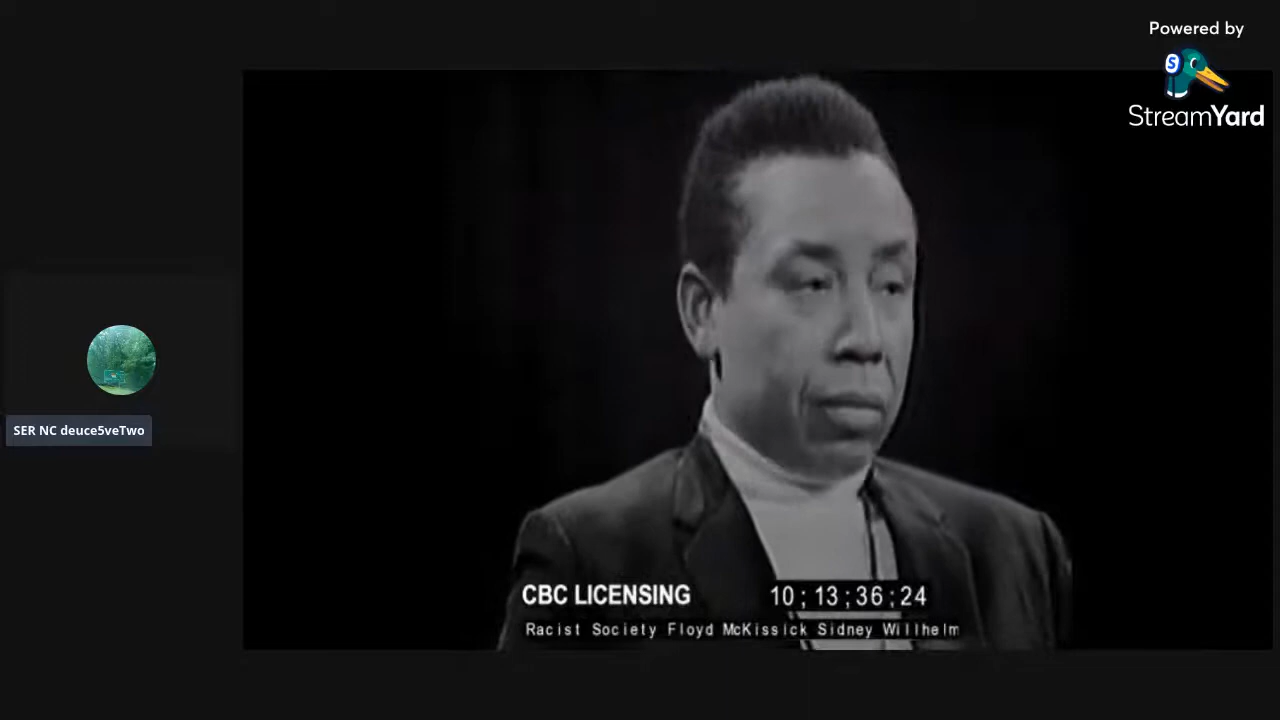 Powered by
S
StreamYard
SER NC deuce5veTwo
CBC LICENSING 10;13;36;24
Racist Society Floyd McKissick Sidney Willhelm